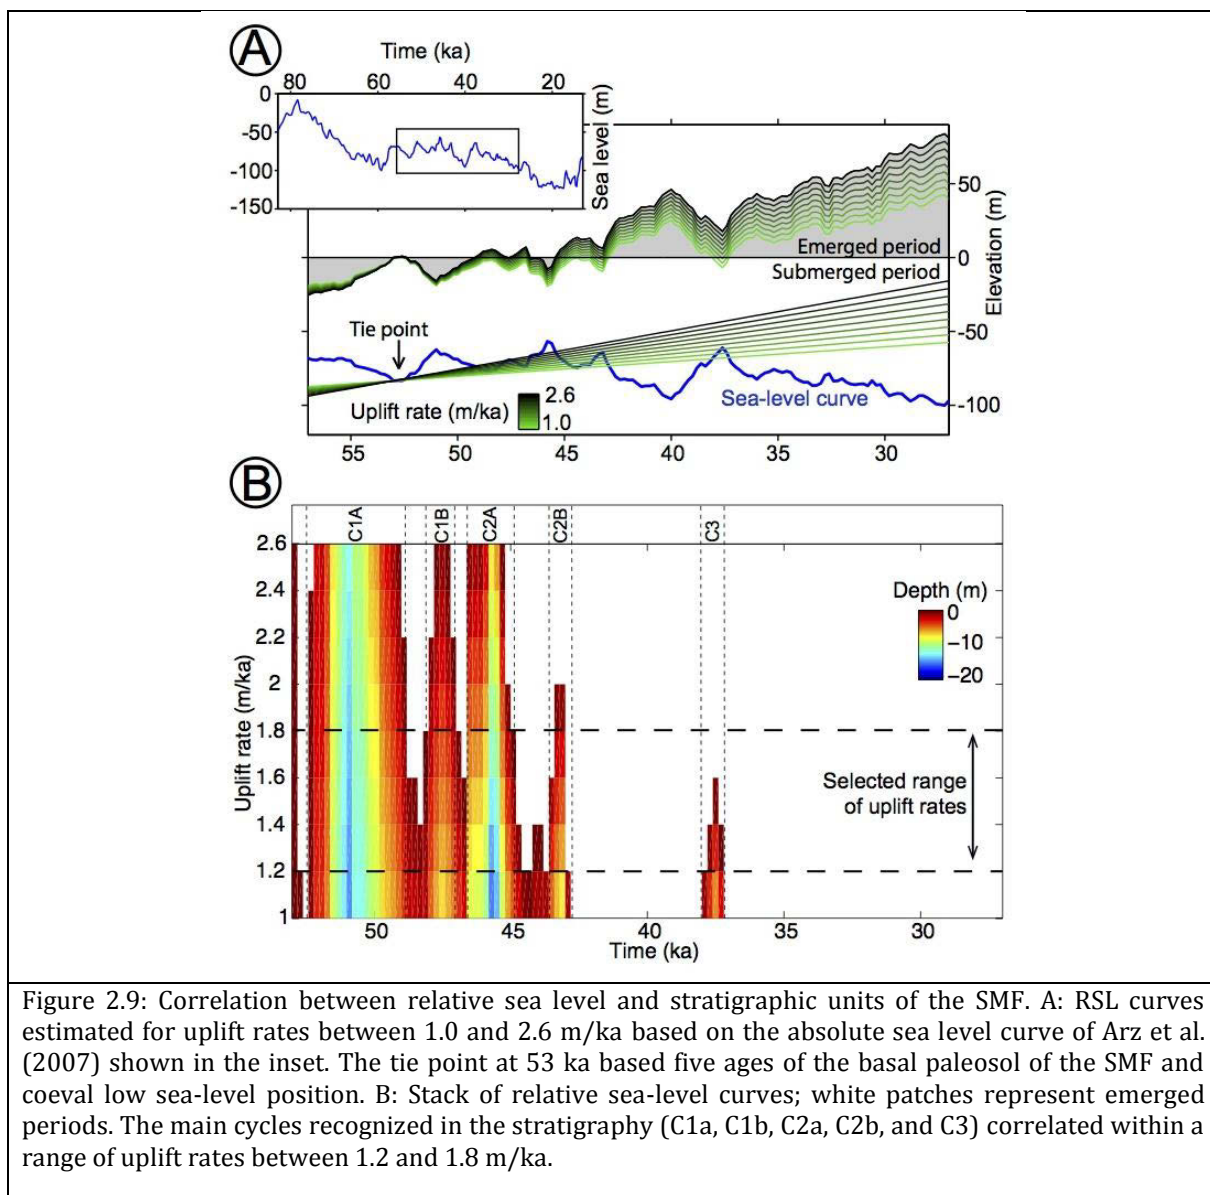 A
Time (ka)
80 60 40 20
0
-50
-100
-150
Sea level (m)
50
0
-50
-100
Elevation (m)
Emerged period
Submerged period
Tie point
Uplift rate (m/ka)
2.6
1.0
Sea-level curve
55 50 45 40 35 30
B
C1A C1B C2A C2B C3
2.6
2.4
2.2
2
1.8
1.6
1.4
1.2
1
Uplift rate (m/ka)
Depth (m)
0
-10
-20
Selected range
of uplift rates
50 45 40 35 30
Time (ka)
Figure 2.9: Correlation between relative sea level and stratigraphic units of the SMF. A: RSL curves
estimated for uplift rates between 1.0 and 2.6 m/ka based on the absolute sea level curve of Arz et al.
(2007) shown in the inset. The tie point at 53 ka based five ages of the basal paleosol of the SMF and
coeval low sea-level position. B: Stack of relative sea-level curves; white patches represent emerged
periods. The main cycles recognized in the stratigraphy (C1a, C1b, C2a, C2b, and C3) correlated within a
range of uplift rates between 1.2 and 1.8 m/ka.